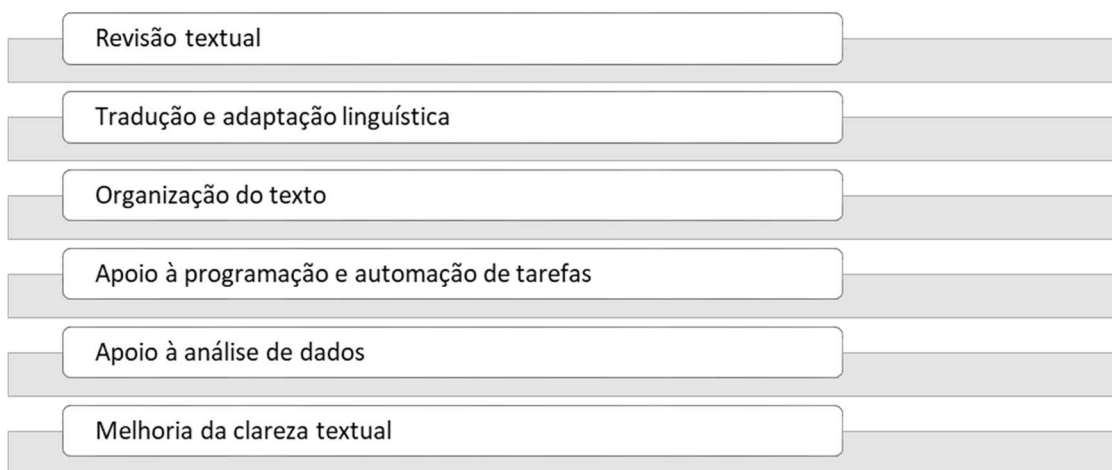 Revisão textual
Tradução e adaptação linguística
Organização do texto
Apoio à programação e automação de tarefas
Apoio à análise de dados
Melhoria da clareza textual